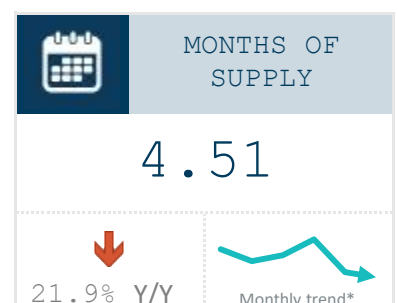 MONTHS OF
SUPPLY
4.51
21.9% Y/Y
Monthly trend*